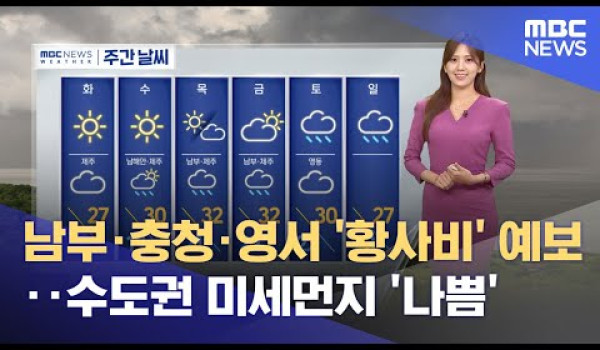 MBC NEWS
MBC NEWS
WEATHER
주간날씨
화 수 목 금 토 일
제주 남해안·제주 남부·제주 남부·제주 영동
27 30 32 32 30 27
남부·충청·영서 '황사비' 예보
··수도권 미세먼지 '나쁨'